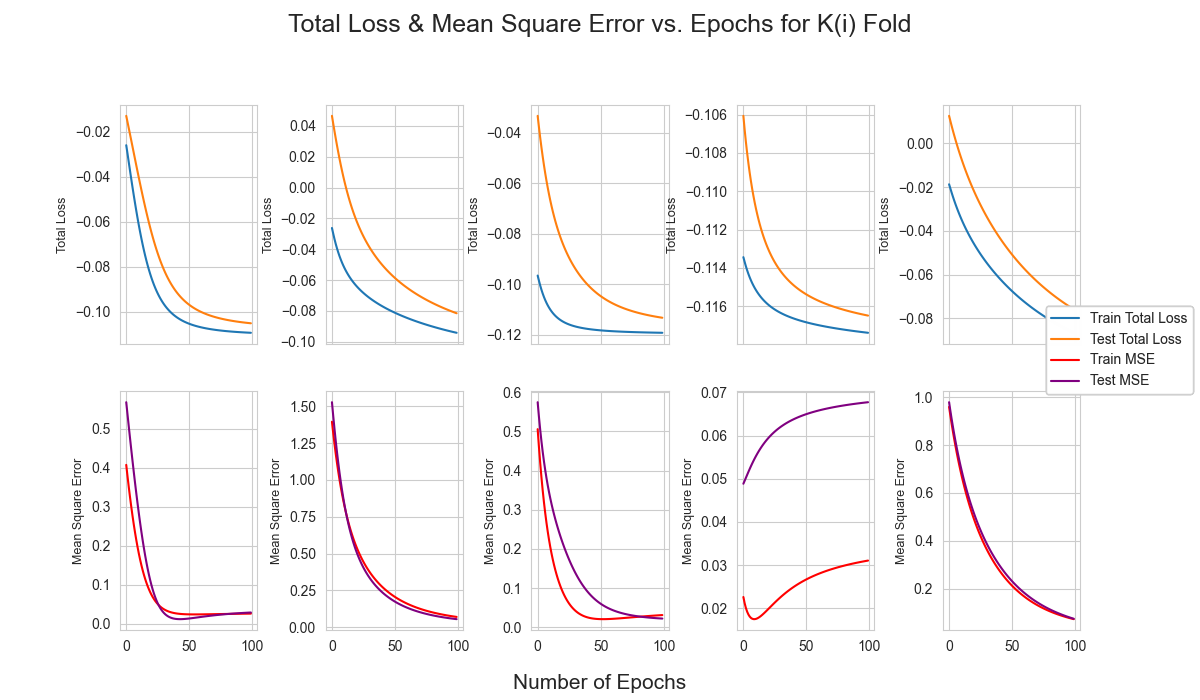 Total Loss & Mean Square Error vs. Epochs for K(i) Fold
Total Loss
−0.02
−0.04
−0.06
−0.08
−0.10
Total Loss
0.04
0.02
0.00
−0.02
−0.04
−0.06
−0.08
−0.10
Total Loss
−0.04
−0.06
−0.08
−0.10
−0.12
Total Loss
−0.106
−0.108
−0.110
−0.112
−0.114
−0.116
Total Loss
0.00
−0.02
−0.04
−0.06
−0.08
Train Total Loss
Test Total Loss
Train MSE
Test MSE
Mean Square Error
0.5
0.4
0.3
0.2
0.1
0.0
0 50 100
Mean Square Error
1.50
1.25
1.00
0.75
0.50
0.25
0.00
0 50 100
Mean Square Error
0.6
0.5
0.4
0.3
0.2
0.1
0.0
0 50 100
Mean Square Error
0.07
0.06
0.05
0.04
0.03
0.02
0 50 100
Mean Square Error
1.0
0.8
0.6
0.4
0.2
0 50 100
Number of Epochs